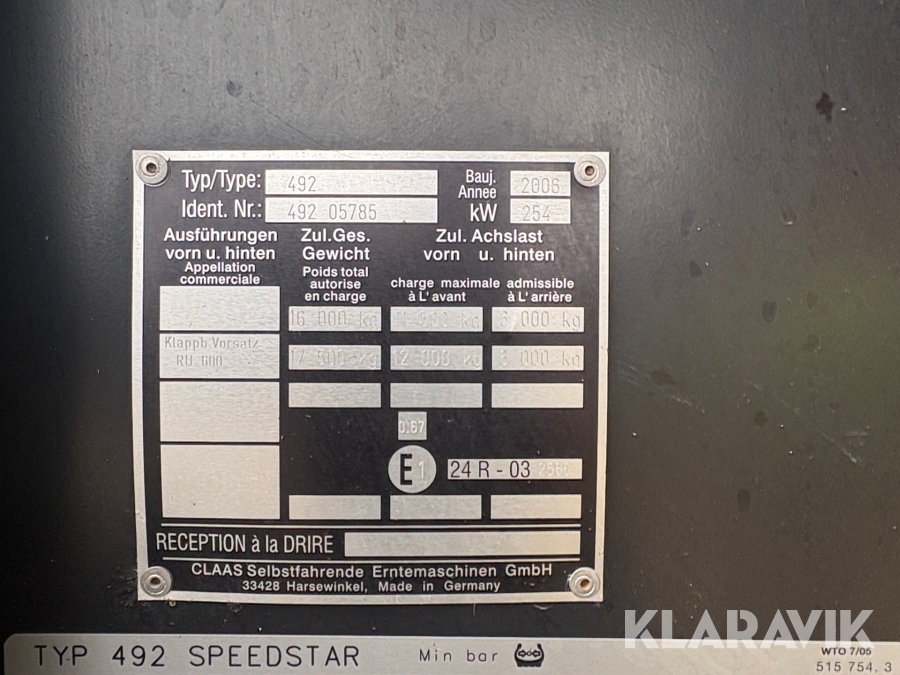 Typ/Type: 492
Bauj. Annee 2006
Ident. Nr.: 492 05785
kW 254
Ausführungen vorn u. hinten
Appellation commerciale
Zul.Ges. Gewicht
Poids total autorise en charge
Zul. Achslast vorn u. hinten
charge maximale admissible
à L'avant à L'arrière
16 000 kg 000 kg
Klappb Vorsatz
RU 600
17 500 kg 12 000 kg 000 kg
0.67
E1 24 R - 03
RECEPTION à la DRIRE
CLAAS Selbstfahrende Erntemaschinen GmbH
33428 Harsewinkel, Made in Germany
KLARAVIK
TYP 492 SPEEDSTAR Min bar
WTO 7/05
515 754. 3